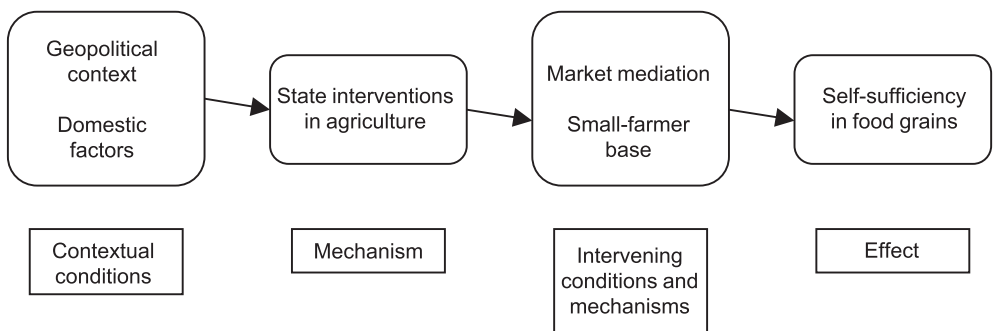 Geopolitical
context
Domestic
factors
State interventions
in agriculture
Market mediation
Small-farmer
base
Self-sufficiency
in food grains
Contextual
conditions
Mechanism
Intervening
conditions and
mechanisms
Effect